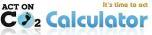 ACT ON
CO2
It's time to act
Calculator